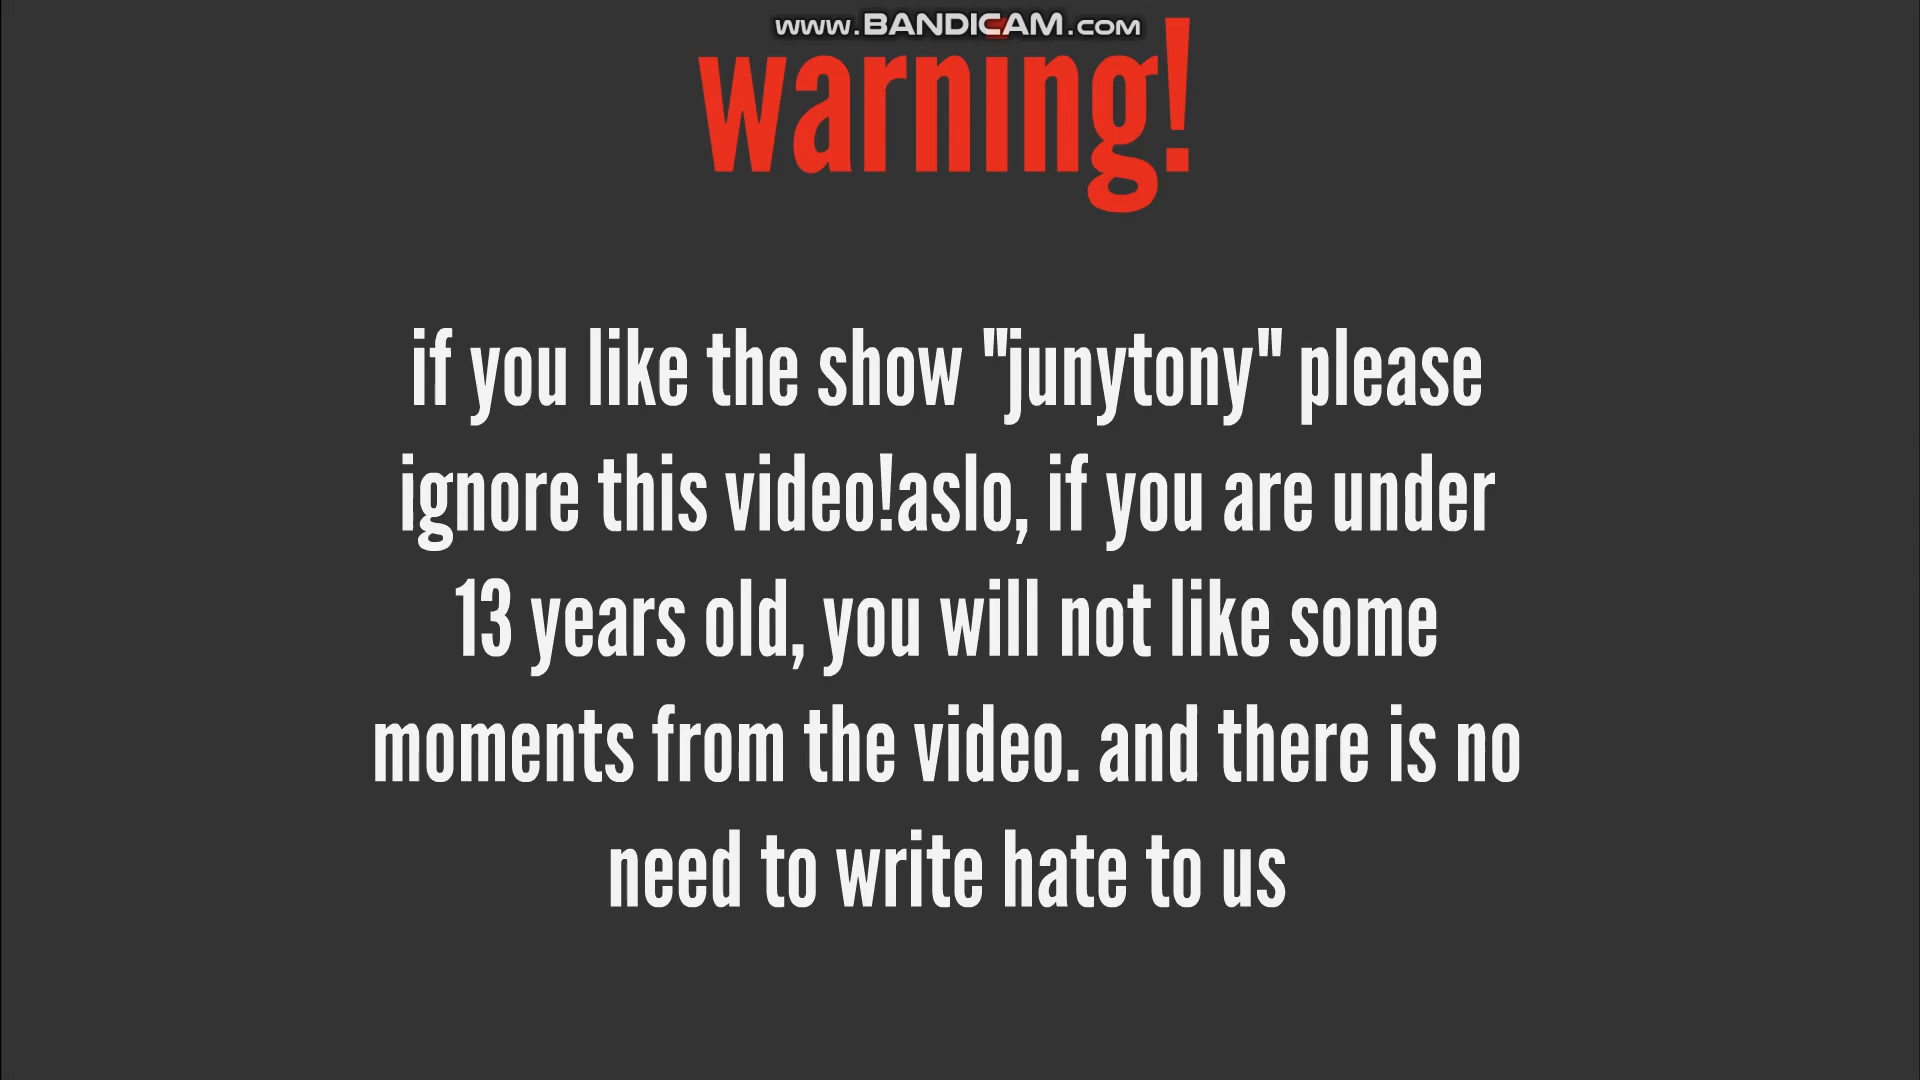 www.BANDICAM.com
warning!
if you like the show "junytony" please
ignore this video!aslo, if you are under
13 years old, you will not like some
moments from the video. and there is no
need to write hate to us